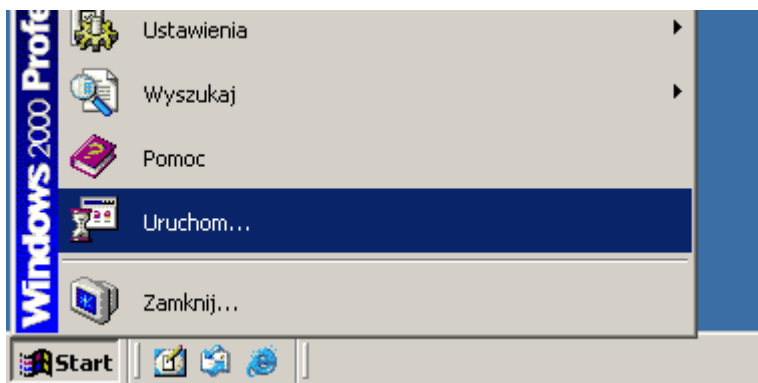 Windows 2000 Profe
Ustawienia
Wyszukaj
Pomoc
Uruchom...
Zamknij...
Start